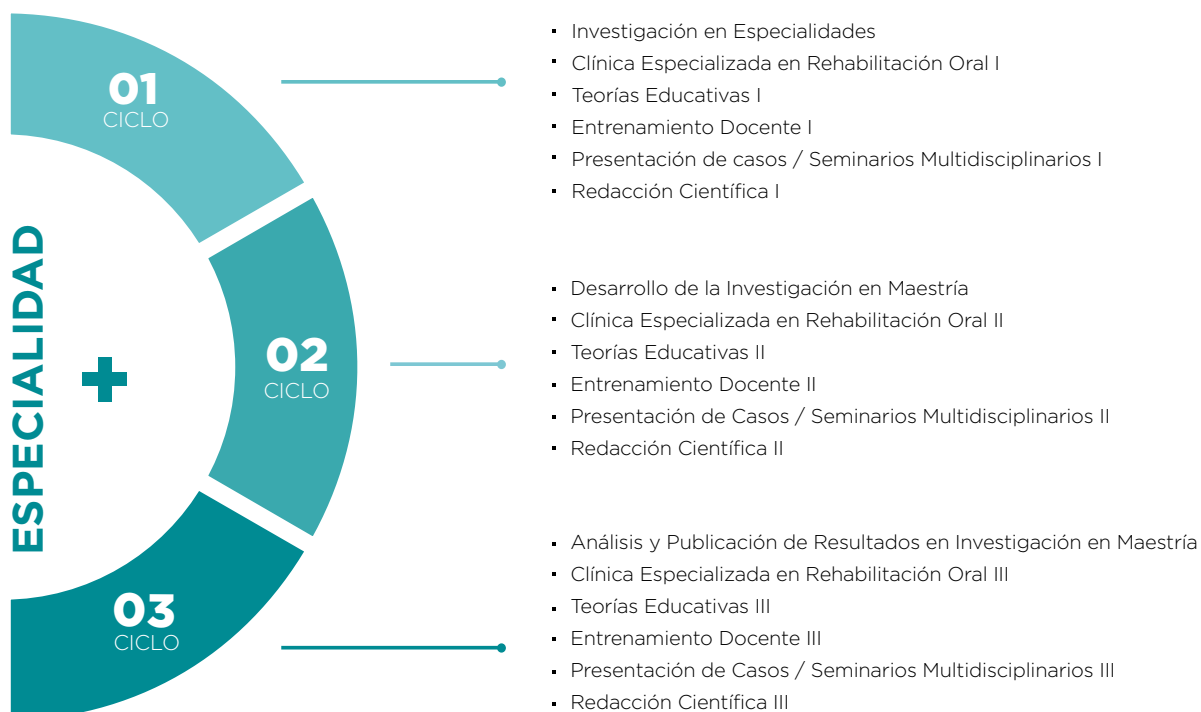 ESPECIALIDAD
01
CICLO
· Investigación en Especialidades
· Clínica Especializada en Rehabilitación Oral I
· Teorías Educativas I
· Entrenamiento Docente I
· Presentación de casos / Seminarios Multidisciplinarios I
· Redacción Científica I
02
CICLO
· Desarrollo de la Investigación en Maestría
· Clínica Especializada en Rehabilitación Oral II
· Teorías Educativas II
· Entrenamiento Docente II
· Presentación de Casos / Seminarios Multidisciplinarios II
· Redacción Científica II
03
CICLO
· Análisis y Publicación de Resultados en Investigación en Maestría
· Clínica Especializada en Rehabilitación Oral III
· Teorías Educativas III
· Entrenamiento Docente III
· Presentación de Casos / Seminarios Multidisciplinarios III
· Redacción Científica III